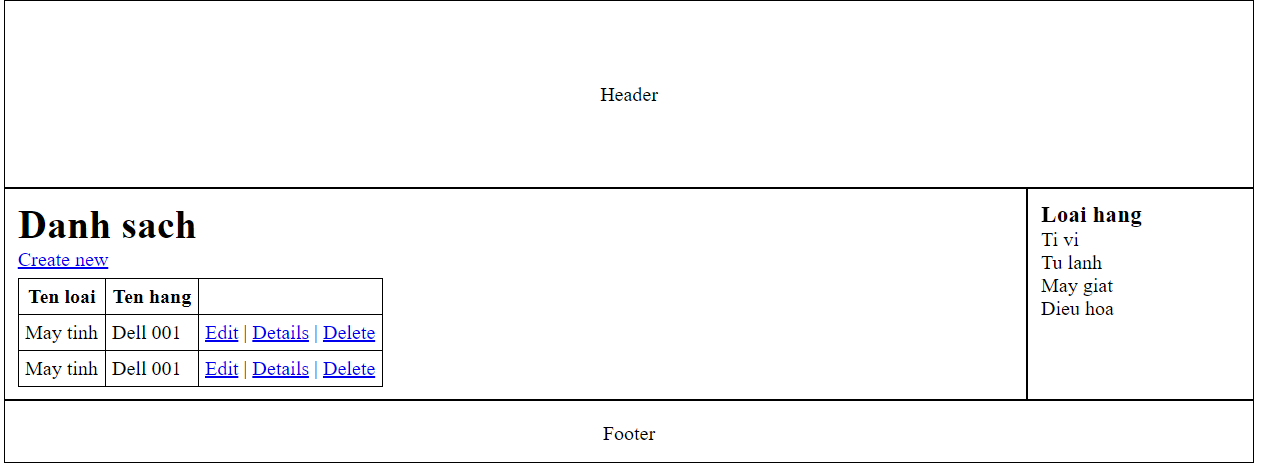 Header
Danh sach
Create new
Ten loai Ten hang
May tinh Dell 001 Edit | Details | Delete
May tinh Dell 001 Edit | Details | Delete
Loai hang
Ti vi
Tu lanh
May giat
Dieu hoa
Footer